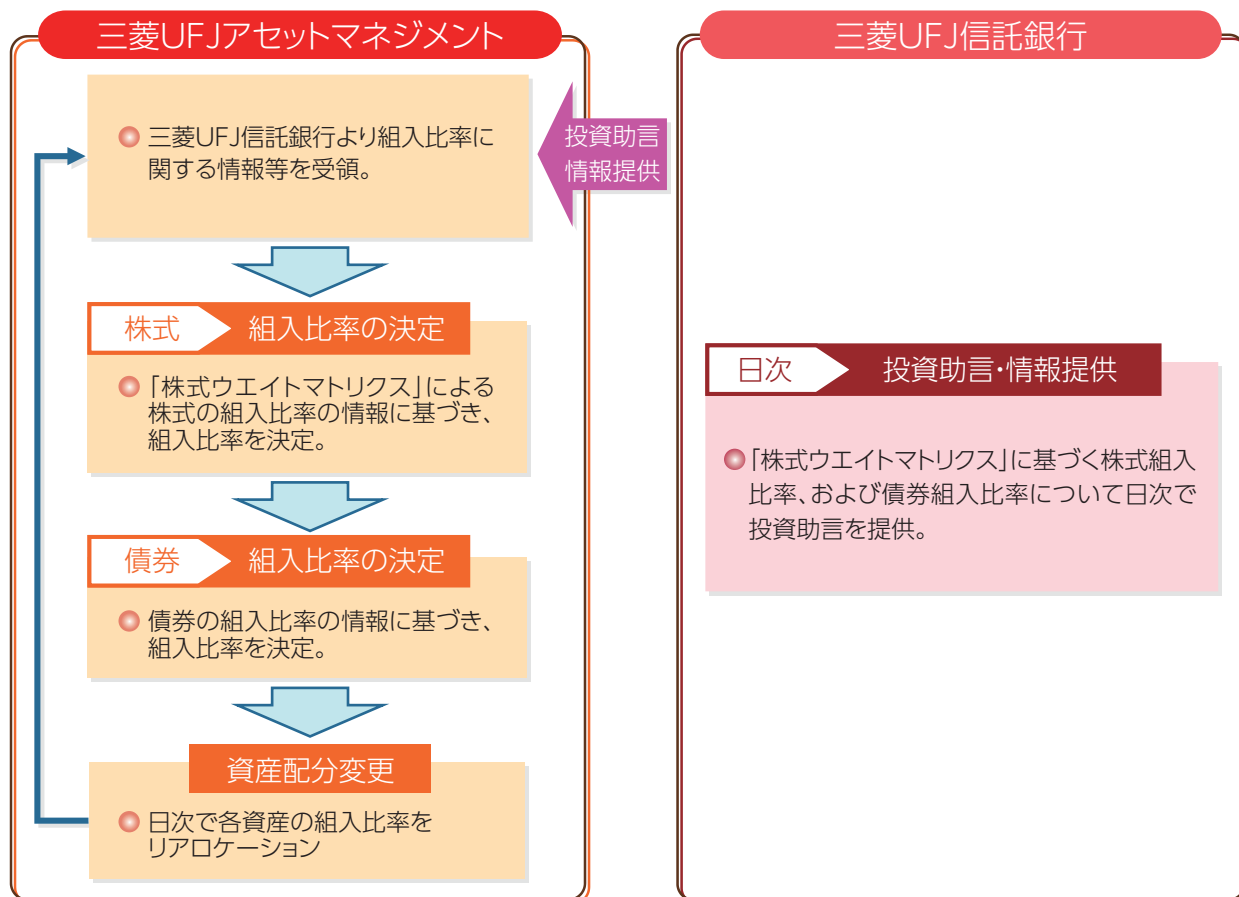 三菱UFJアセットマネジメント
三菱UFJ信託銀行より組入比率に
関する情報等を受領。
株式
組入比率の決定
「株式ウエイトマトリクス」による
株式の組入比率の情報に基づき、
組入比率を決定。
債券
組入比率の決定
債券の組入比率の情報に基づき、
組入比率を決定。
資産配分変更
日次で各資産の組入比率を
リアロケーション
投資助言
情報提供
三菱UFJ信託銀行
日次
投資助言・情報提供
「株式ウエイトマトリクス」に基づく株式組入
比率、および債券組入比率について日次で
投資助言を提供。